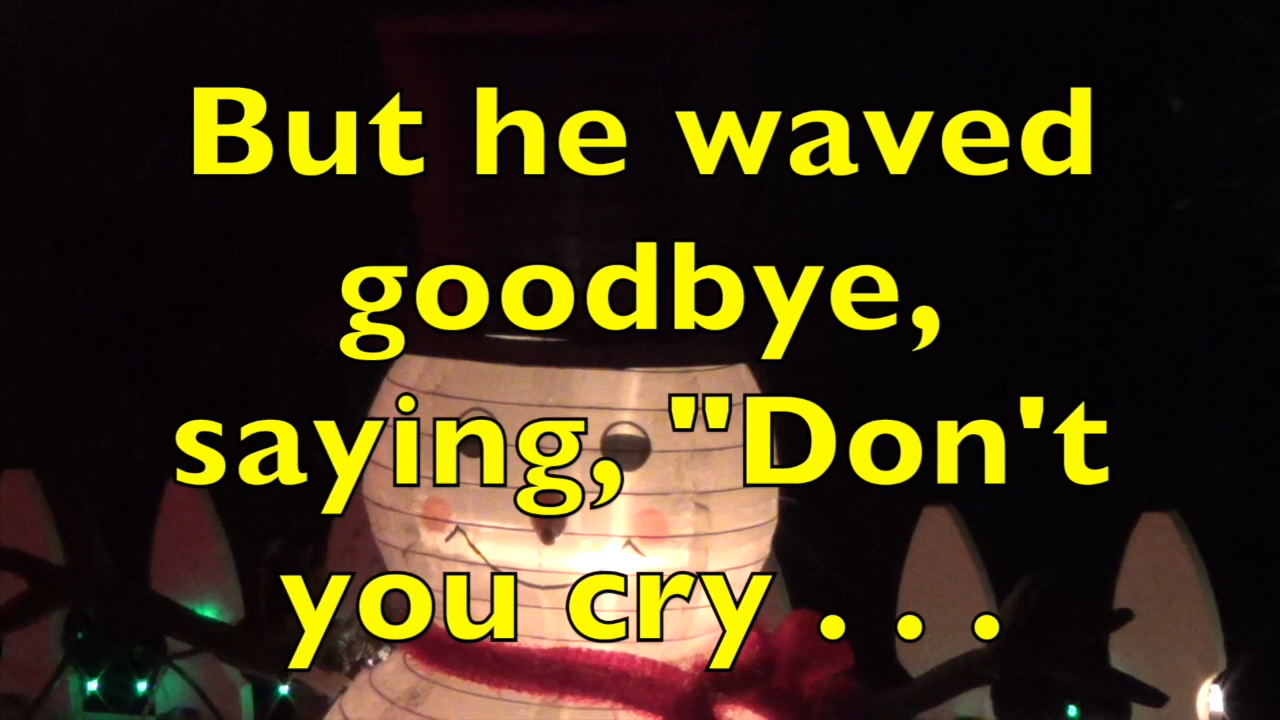 But he waved
goodbye,
saying, "Don't
you cry . . .